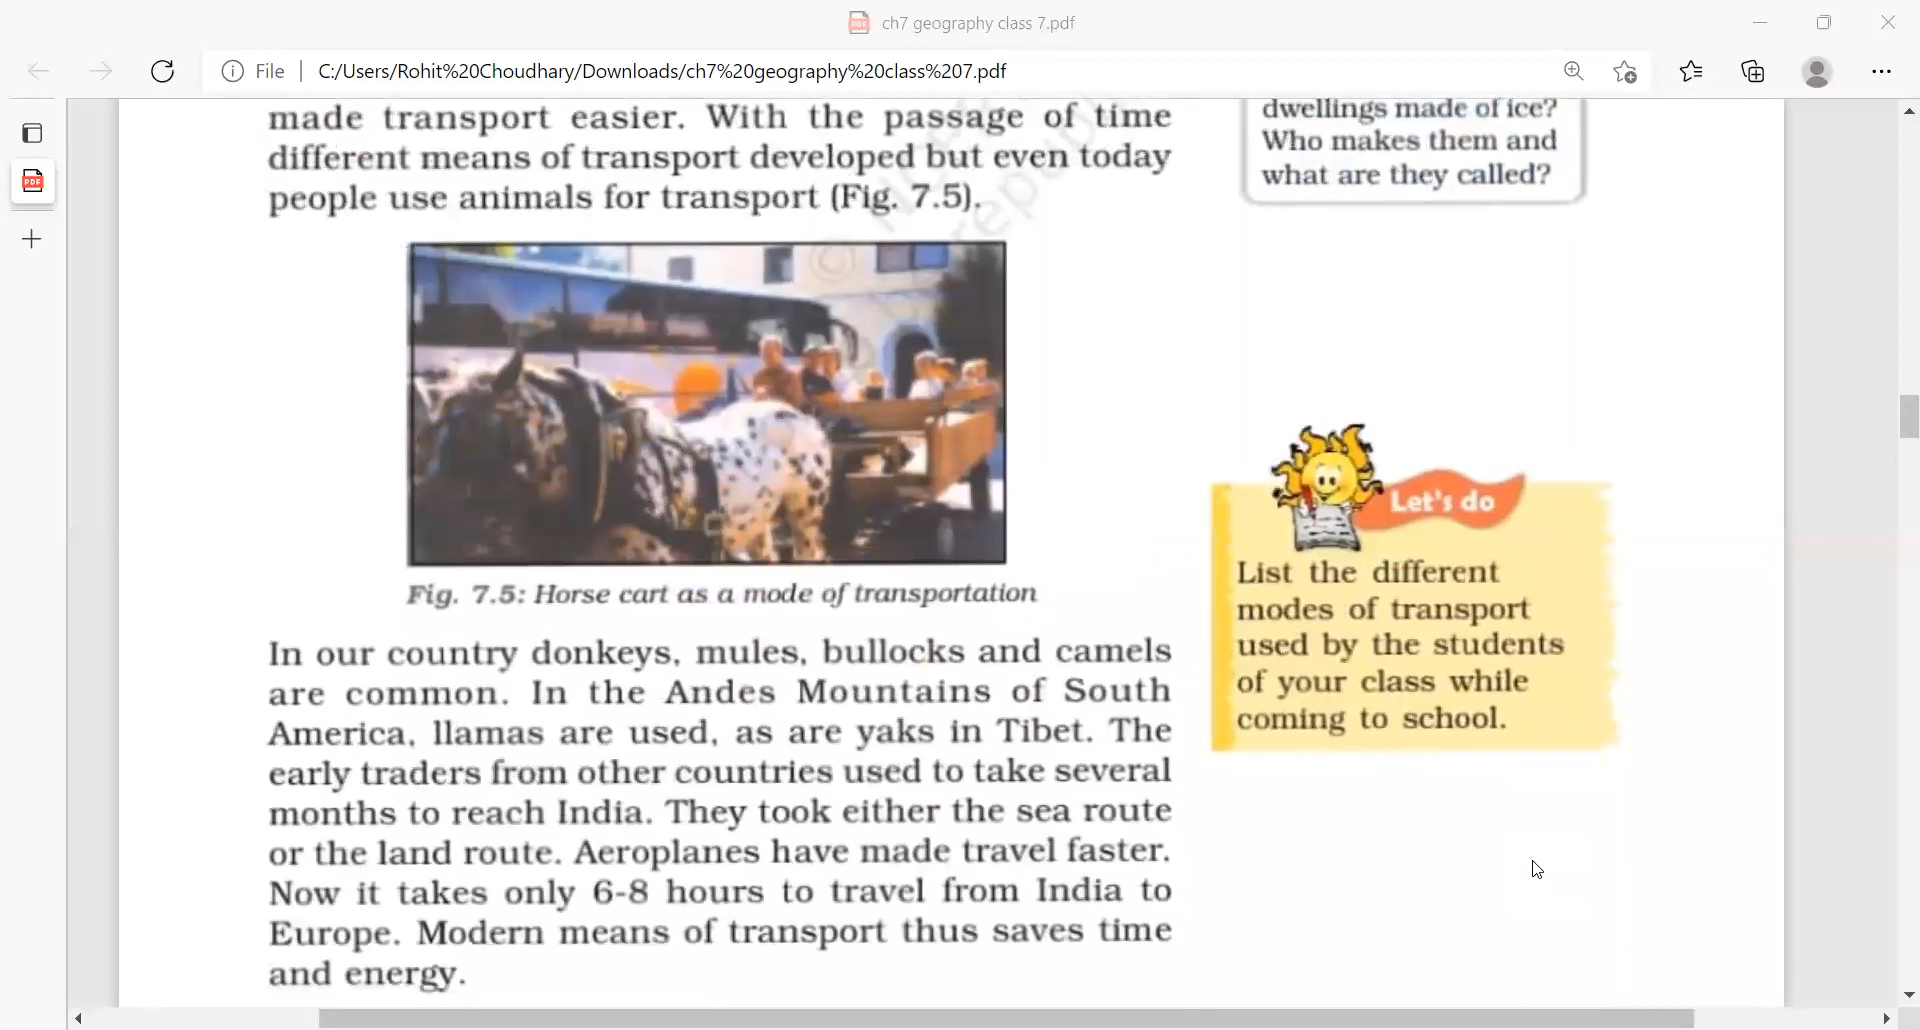 ch7 geography class 7.pdf
File
C:/Users/Rohit%20Choudhary/Downloads/ch7%20geography%20class%207.pdf
made transport easier. With the passage of time
different means of transport developed but even today
people use animals for transport (Fig. 7.5).
Fig. 7.5: Horse cart as a mode of transportation
In our country donkeys, mules, bullocks and camels
are common. In the Andes Mountains of South
America, llamas are used, as are yaks in Tibet. The
early traders from other countries used to take several
months to reach India. They took either the sea route
or the land route. Aeroplanes have made travel faster.
Now it takes only 6-8 hours to travel from India to
Europe. Modern means of transport thus saves time
and energy.
dwellings made of ice?
Who makes them and
what are they called?
Let's do
List the different
modes of transport
used by the students
of your class while
coming to school.
PDF
PDF